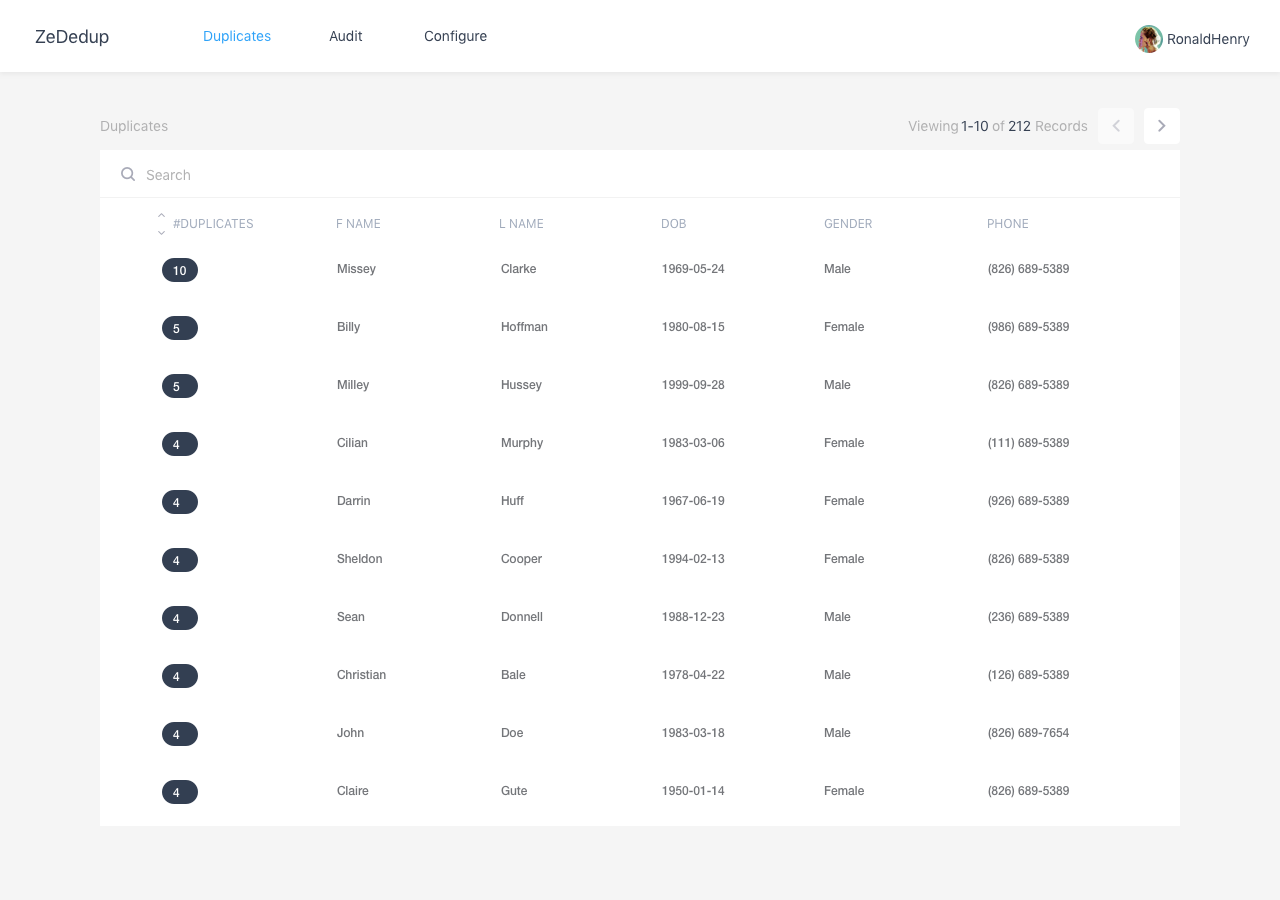 ZeDedup Duplicates Audit Configure RonaldHenry
Duplicates Viewing 1-10 of 212 Records
Search
#DUPLICATES F NAME L NAME DOB GENDER PHONE
10 Missey Clarke 1969-05-24 Male (826) 689-5389
5 Billy Hoffman 1980-08-15 Female (986) 689-5389
5 Milley Hussey 1999-09-28 Male (826) 689-5389
4 Cilian Murphy 1983-03-06 Female (111) 689-5389
4 Darrin Huff 1967-06-19 Female (926) 689-5389
4 Sheldon Cooper 1994-02-13 Female (826) 689-5389
4 Sean Donnell 1988-12-23 Male (236) 689-5389
4 Christian Bale 1978-04-22 Male (126) 689-5389
4 John Doe 1983-03-18 Male (826) 689-7654
4 Claire Gute 1950-01-14 Female (826) 689-5389